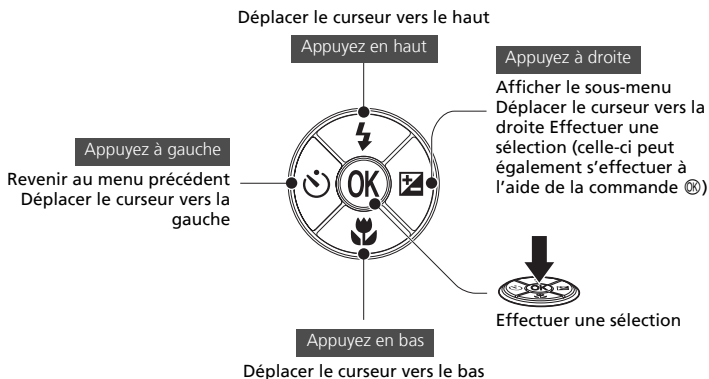 Déplacer le curseur vers le haut
Appuyez en haut
Appuyez à droite
Afficher le sous-menu
Déplacer le curseur vers la
droite Effectuer une
sélection (celle-ci peut
également s’effectuer à
l’aide de la commande OK)
Appuyez à gauche
Revenir au menu précédent
Déplacer le curseur vers la
gauche
OK
OK
Effectuer une sélection
Appuyez en bas
Déplacer le curseur vers le bas